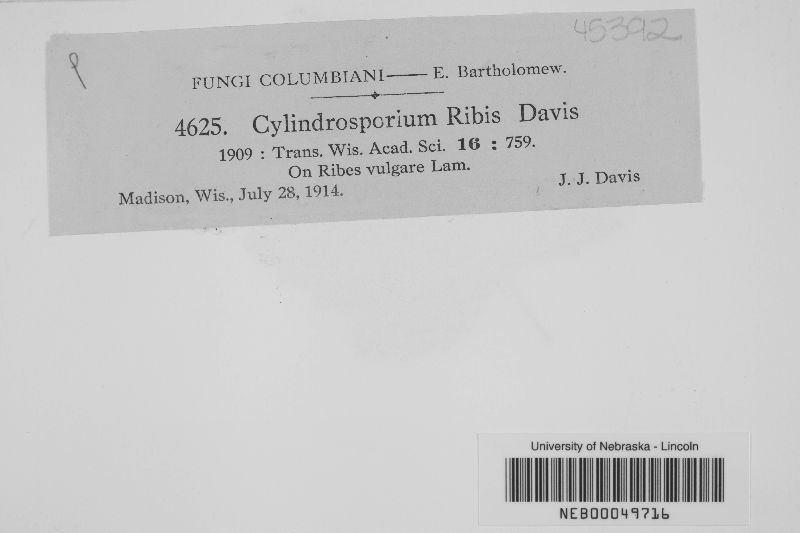 45392
FUNGI COLUMBIANI—— E. Bartholomew.
4625. Cylindrosporium Ribis Davis
1909 : Trans. Wis. Acad. Sci. 16 : 759.
On Ribes vulgare Lam.
Madison, Wis., July 28, 1914. J. J. Davis
University of Nebraska - Lincoln
NEB00049716